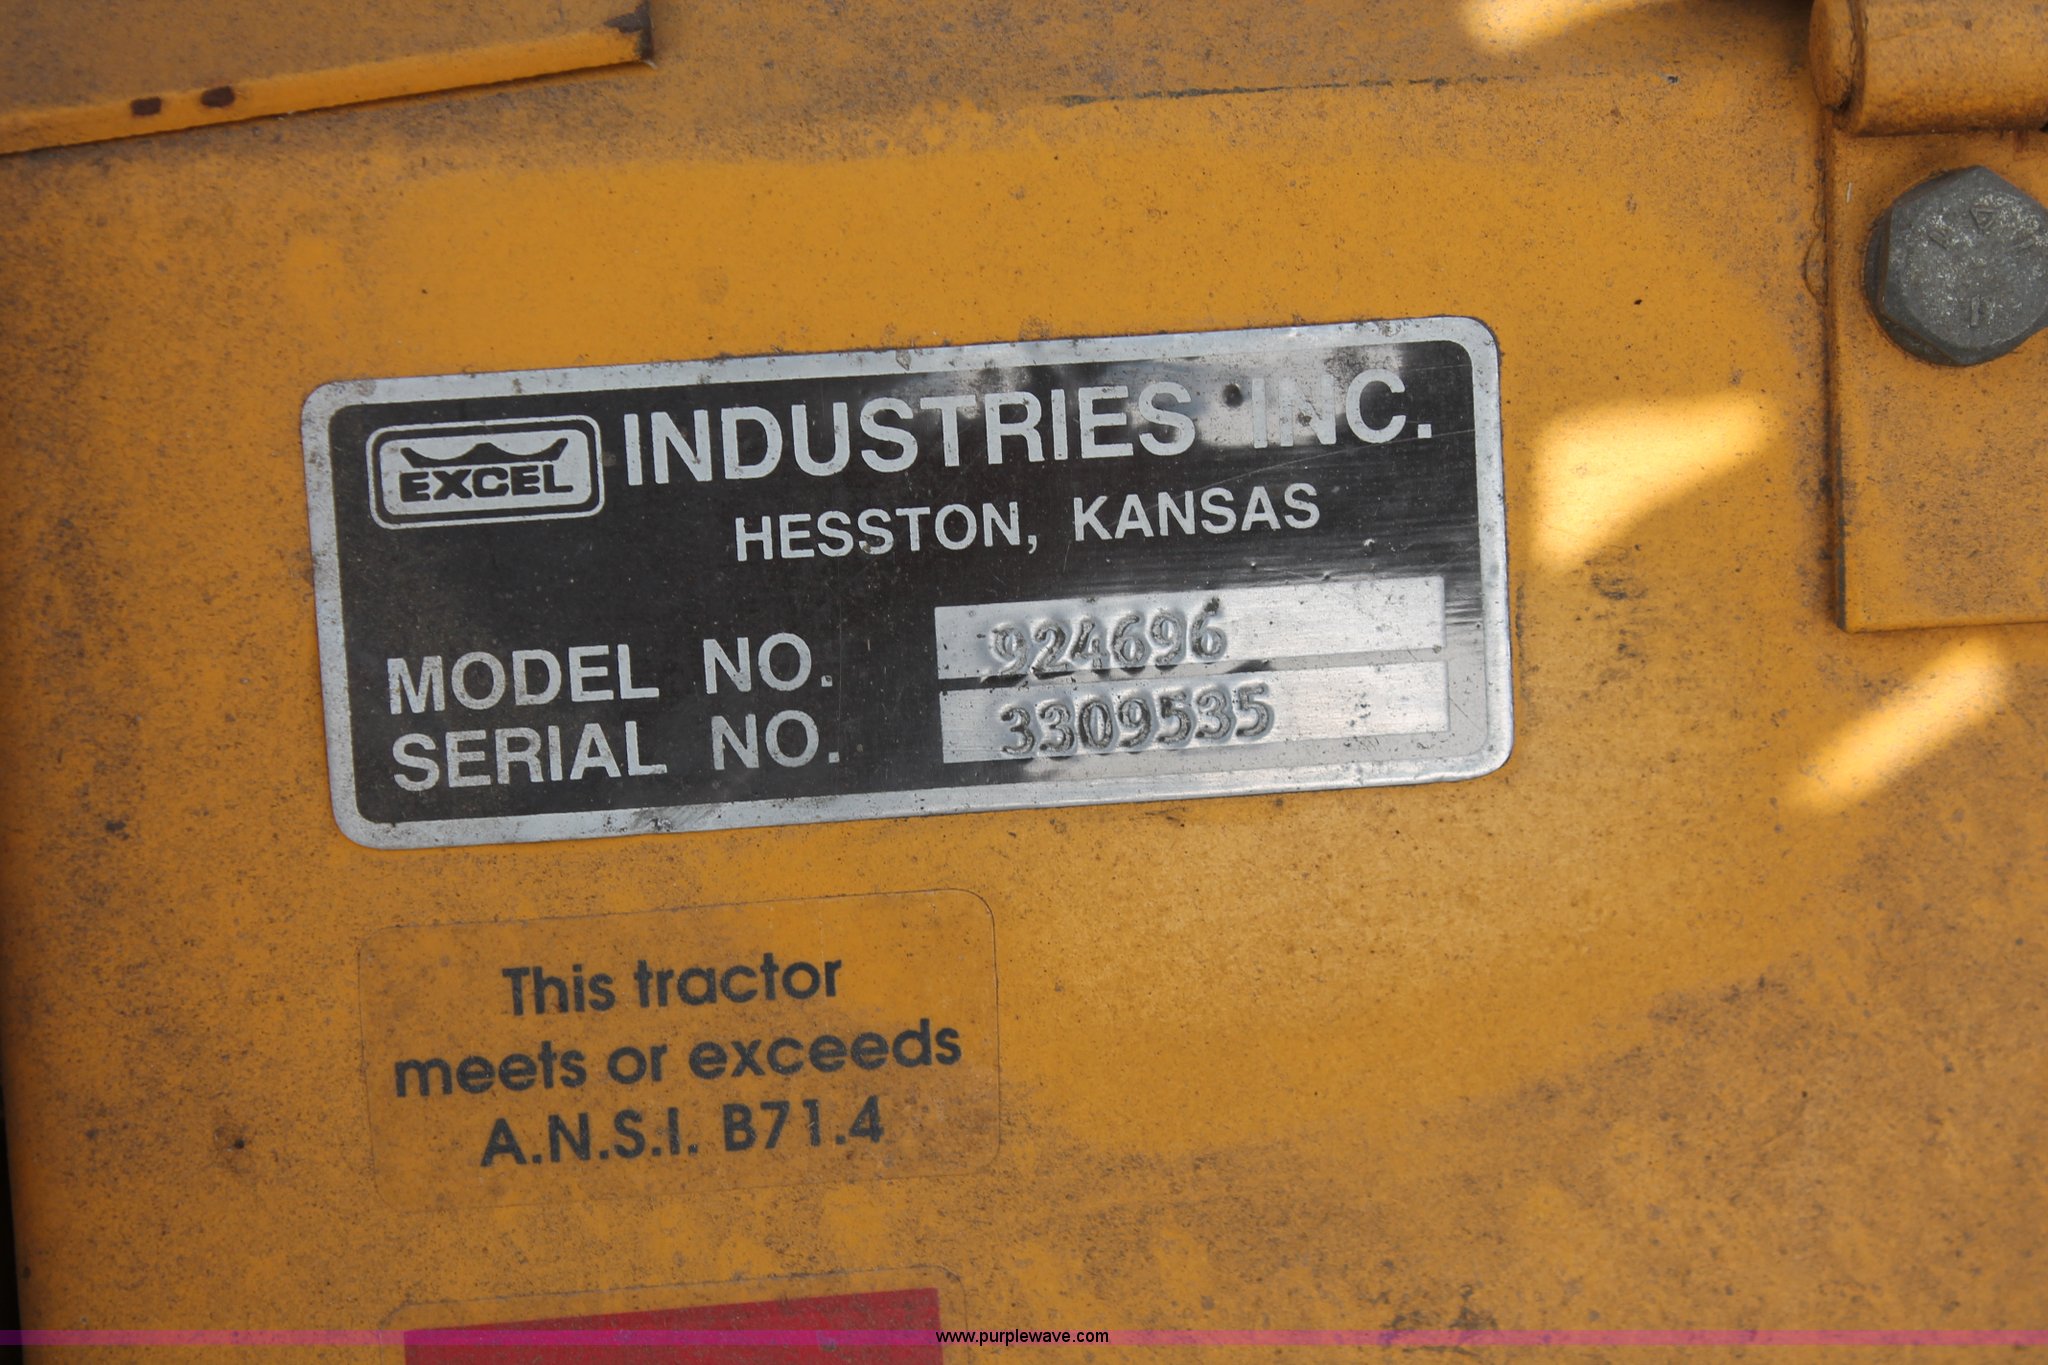 EXCEL INDUSTRIES INC.
HESSTON, KANSAS
MODEL NO. 924696
SERIAL NO. 3309535
This tractor
meets or exceeds
A.N.S.I. B71.4
www.purplewave.com